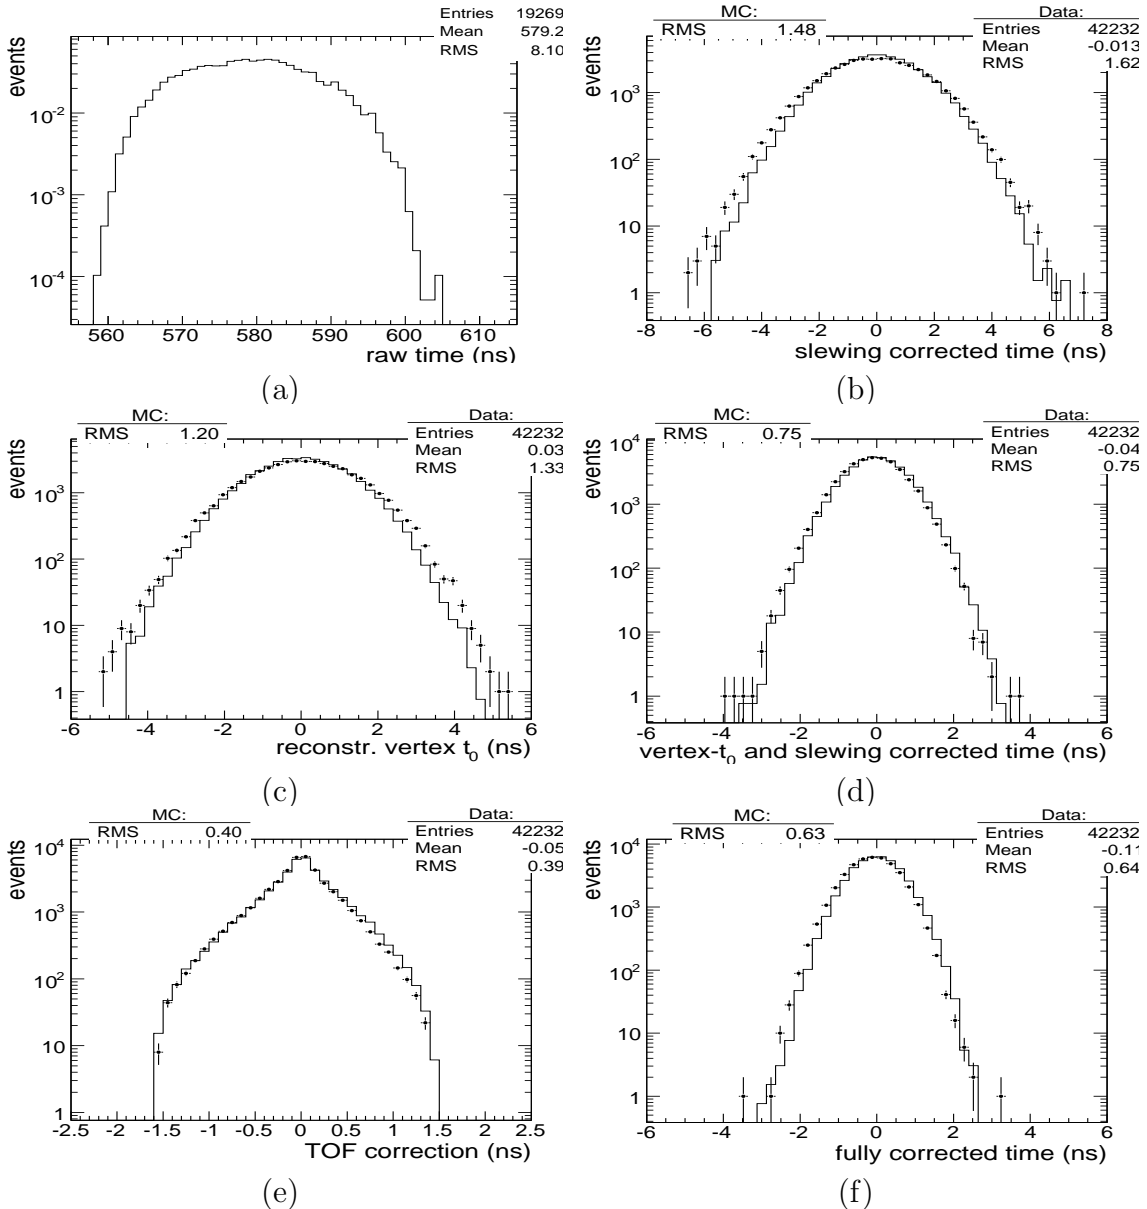 Entries 19269
Mean 579.2
RMS 8.10
events
10^-2
10^-3
10^-4
560 570 580 590 600 610
raw time (ns)
(a)
MC:
RMS 1.48
Data:
Entries 42232
Mean -0.013
RMS 1.62
events
10^3
10^2
10
1
-8 -6 -4 -2 0 2 4 6 8
slewing corrected time (ns)
(b)
MC:
RMS 1.20
Data:
Entries 42232
Mean 0.03
RMS 1.33
events
10^3
10^2
10
1
-6 -4 -2 0 2 4 6
reconstr. vertex t_0 (ns)
(c)
MC:
RMS 0.75
Data:
Entries 42232
Mean -0.04
RMS 0.75
events
10^4
10^3
10^2
10
1
-6 -4 -2 0 2 4 6
vertex-t_0 and slewing corrected time (ns)
(d)
MC:
RMS 0.40
Data:
Entries 42232
Mean -0.05
RMS 0.39
events
10^4
10^3
10^2
10
1
-2.5 -2 -1.5 -1 -0.5 0 0.5 1 1.5 2 2.5
TOF correction (ns)
(e)
MC:
RMS 0.63
Data:
Entries 42232
Mean -0.11
RMS 0.64
events
10^4
10^3
10^2
10
1
-6 -4 -2 0 2 4 6
fully corrected time (ns)
(f)